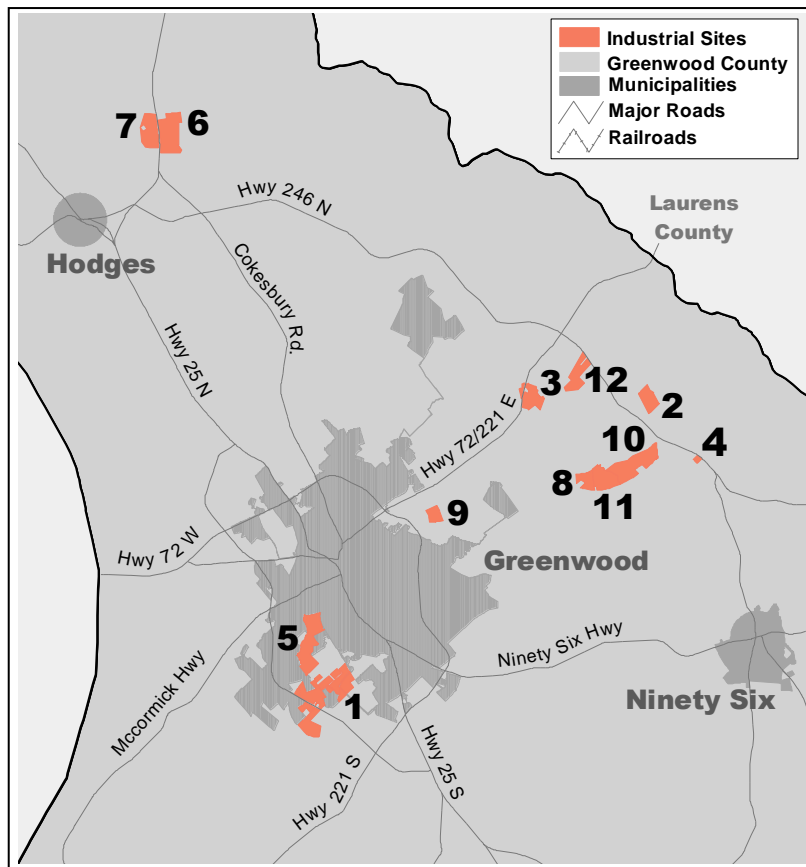 Industrial Sites
Greenwood County
Municipalities
Major Roads
Railroads
7
6
Hwy 246 N
Laurens
County
Hodges
Cokesbury Rd.
Hwy 25 N
3
12
2
Hwy 72/221 E
10
4
8
11
9
Hwy 72 W
Greenwood
5
Ninety Six Hwy
Mccormick Hwy
Ninety Six
1
Hwy 221 S
Hwy 25 S